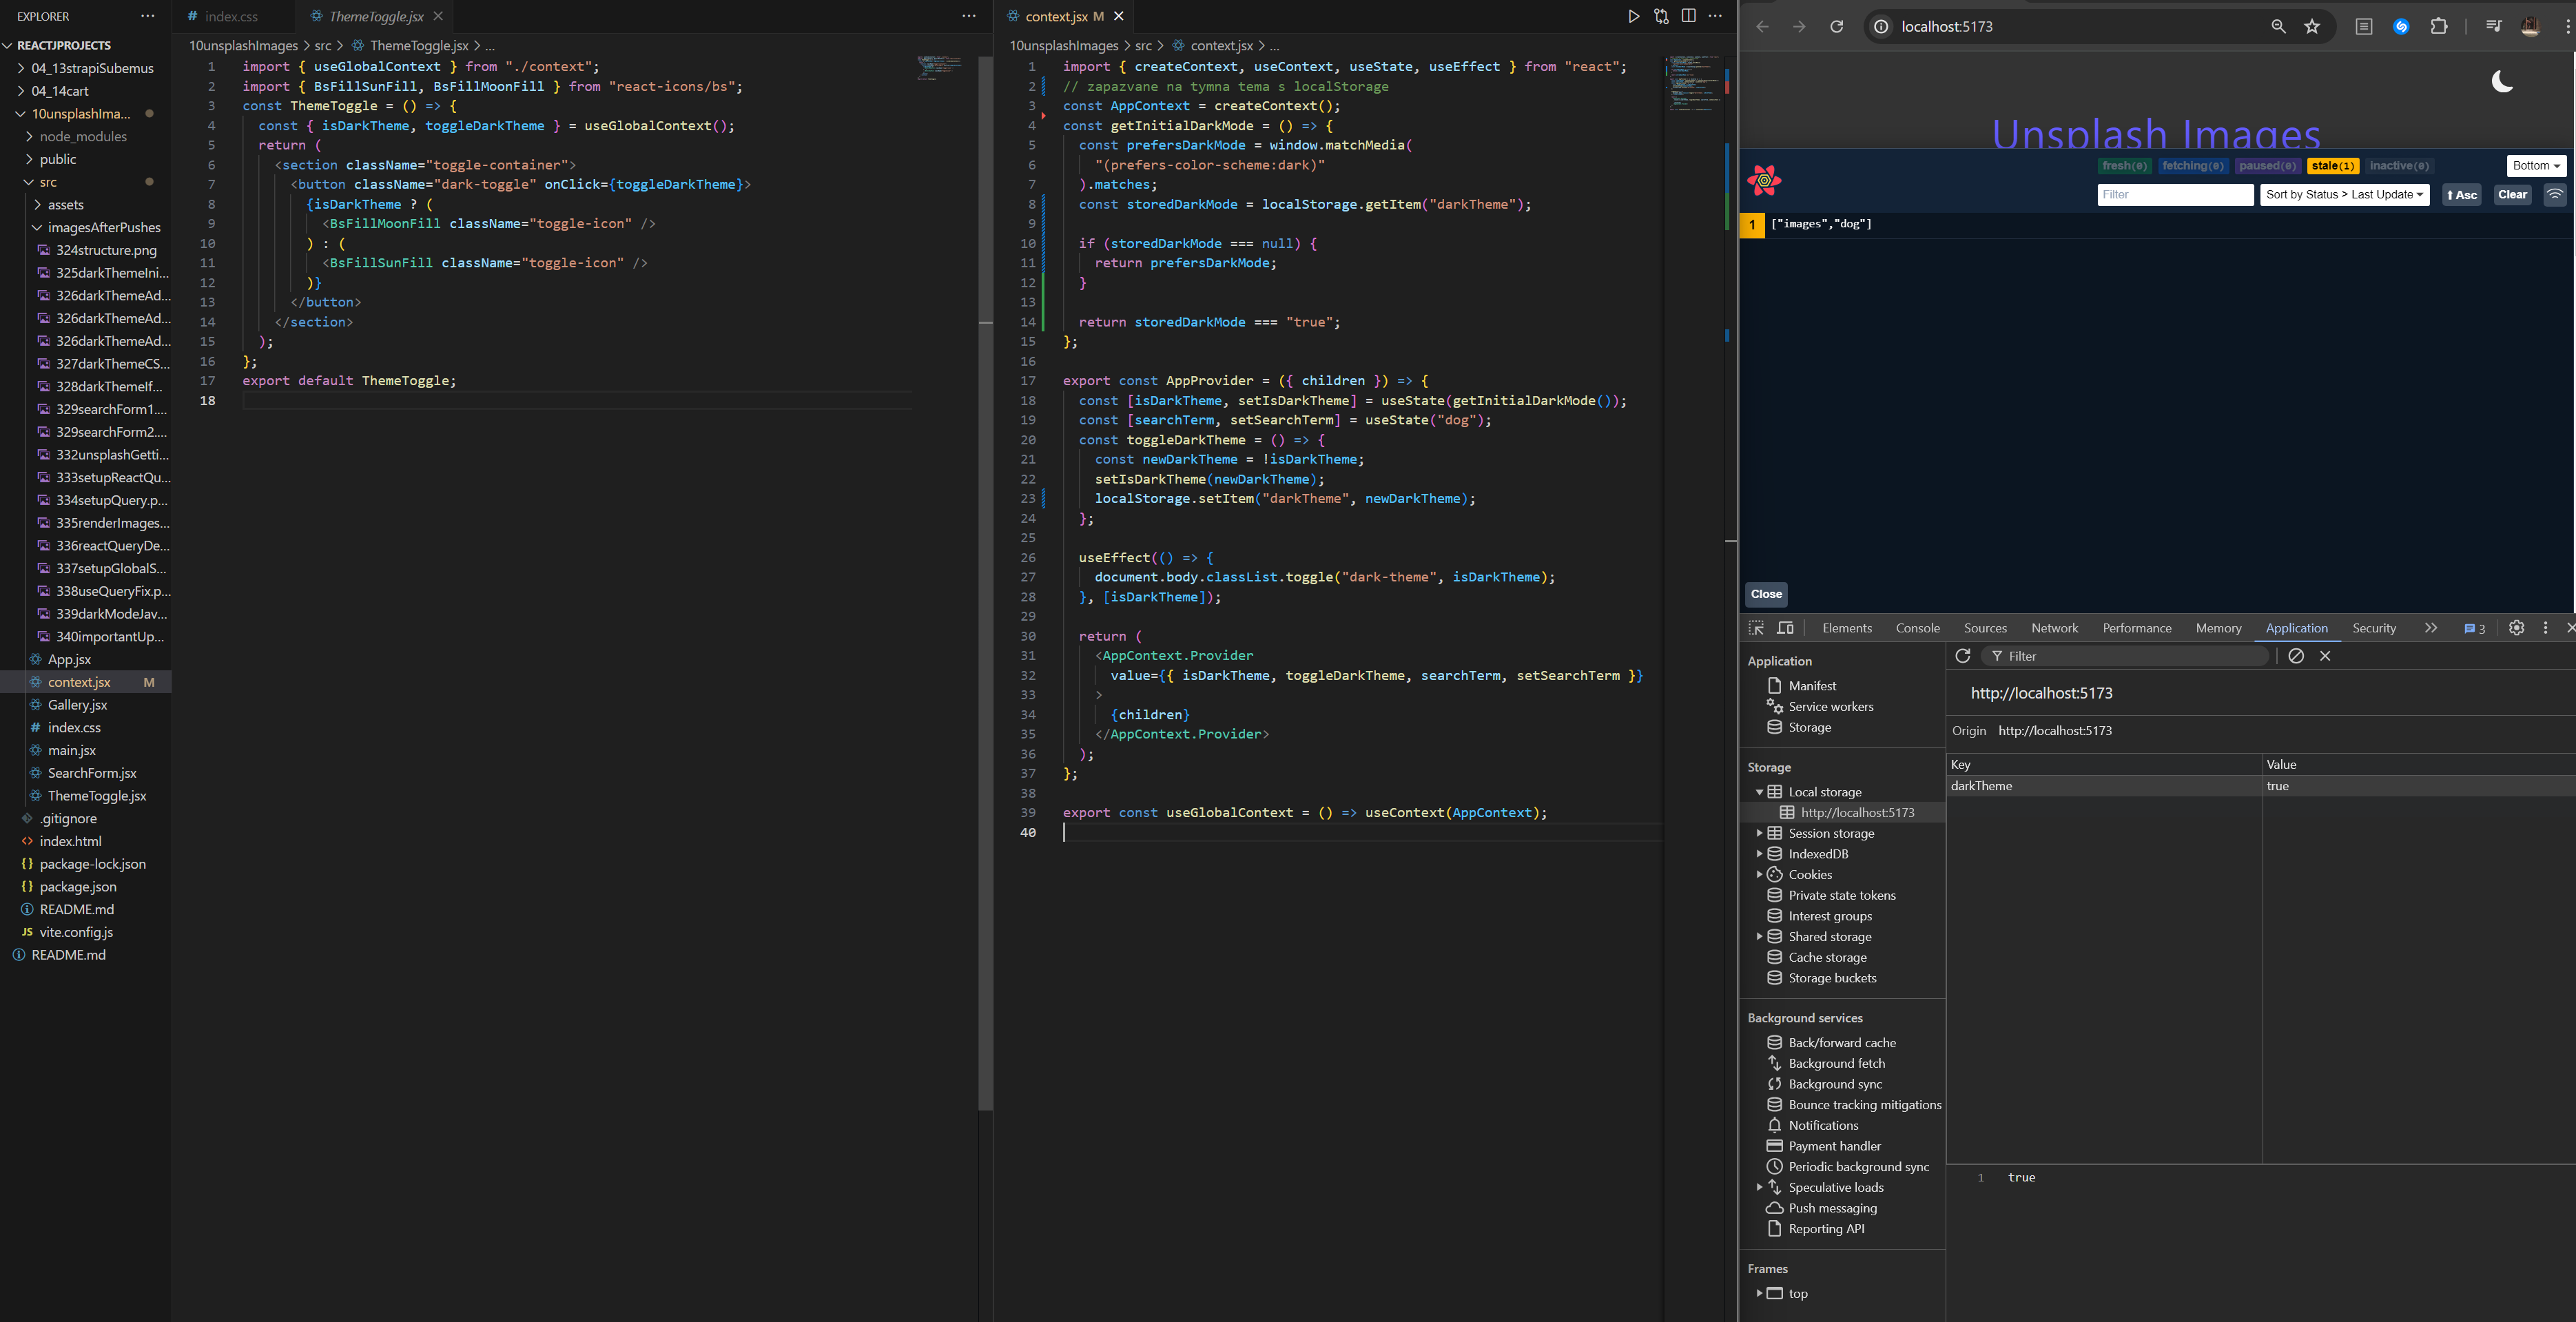 EXPLORER
REACTJPROJECTS
04_13strapiSubemus
04_14cart
10unsplashIma...
node_modules
public
src
assets
imagesAfterPushes
324structure.png
325darkThemeIni...
326darkThemeAd...
326darkThemeAd...
326darkThemeAd...
327darkThemeCS...
328darkThemeIf...
329searchForm1....
329searchForm2....
332unsplashGetti...
333setupReactQu...
334setupQuery.p...
335renderImages...
336reactQueryDe...
337setupGlobalS...
338useQueryFix.p...
339darkModeJav...
340importantUp...
App.jsx
context.jsx M
Gallery.jsx
index.css
main.jsx
SearchForm.jsx
ThemeToggle.jsx
.gitignore
index.html
package-lock.json
package.json
README.md
vite.config.js
README.md
index.css
ThemeToggle.jsx
10unsplashImages > src > ThemeToggle.jsx > ...
1 import { useGlobalContext } from "./context";
2 import { BsFillSunFill, BsFillMoonFill } from "react-icons/bs";
3 const ThemeToggle = () => {
4 const { isDarkTheme, toggleDarkTheme } = useGlobalContext();
5 return (
6 <section className="toggle-container">
7 <button className="dark-toggle" onClick={toggleDarkTheme}>
8 {isDarkTheme ? (
9 <BsFillMoonFill className="toggle-icon" />
10 ) : (
11 <BsFillSunFill className="toggle-icon" />
12 )}
13 </button>
14 </section>
15 );
16 };
17 export default ThemeToggle;
18
context.jsx M
10unsplashImages > src > context.jsx > ...
1 import { createContext, useContext, useState, useEffect } from "react";
2 // zapazvane na tymna tema s localStorage
3 const AppContext = createContext();
4 const getInitialDarkMode = () => {
5 const prefersDarkMode = window.matchMedia(
6 "(prefers-color-scheme:dark)"
7 ).matches;
8 const storedDarkMode = localStorage.getItem("darkTheme");
9
10 if (storedDarkMode === null) {
11 return prefersDarkMode;
12 }
13
14 return storedDarkMode === "true";
15 };
16
17 export const AppProvider = ({ children }) => {
18 const [isDarkTheme, setIsDarkTheme] = useState(getInitialDarkMode());
19 const [searchTerm, setSearchTerm] = useState("dog");
20 const toggleDarkTheme = () => {
21 const newDarkTheme = !isDarkTheme;
22 setIsDarkTheme(newDarkTheme);
23 localStorage.setItem("darkTheme", newDarkTheme);
24 };
25
26 useEffect(() => {
27 document.body.classList.toggle("dark-theme", isDarkTheme);
28 }, [isDarkTheme]);
29
30 return (
31 <AppContext.Provider
32 value={{ isDarkTheme, toggleDarkTheme, searchTerm, setSearchTerm }}
33 >
34 {children}
35 </AppContext.Provider>
36 );
37 };
38
39 export const useGlobalContext = () => useContext(AppContext);
40
localhost:5173
Unsplash Images
fresh(0) fetching(0) paused(0) stale(1) inactive(0) Bottom
Filter Sort by Status > Last Update Asc Clear
1 ["images","dog"]
Close
Elements Console Sources Network Performance Memory Application Security 3
Application
Manifest
Service workers
Storage
Storage
Local storage
http://localhost:5173
Session storage
IndexedDB
Cookies
Private state tokens
Interest groups
Shared storage
Cache storage
Storage buckets
Background services
Back/forward cache
Background fetch
Background sync
Bounce tracking mitigations
Notifications
Payment handler
Periodic background sync
Speculative loads
Push messaging
Reporting API
Frames
top
Filter
http://localhost:5173
Origin http://localhost:5173
Key Value
darkTheme true
1 true